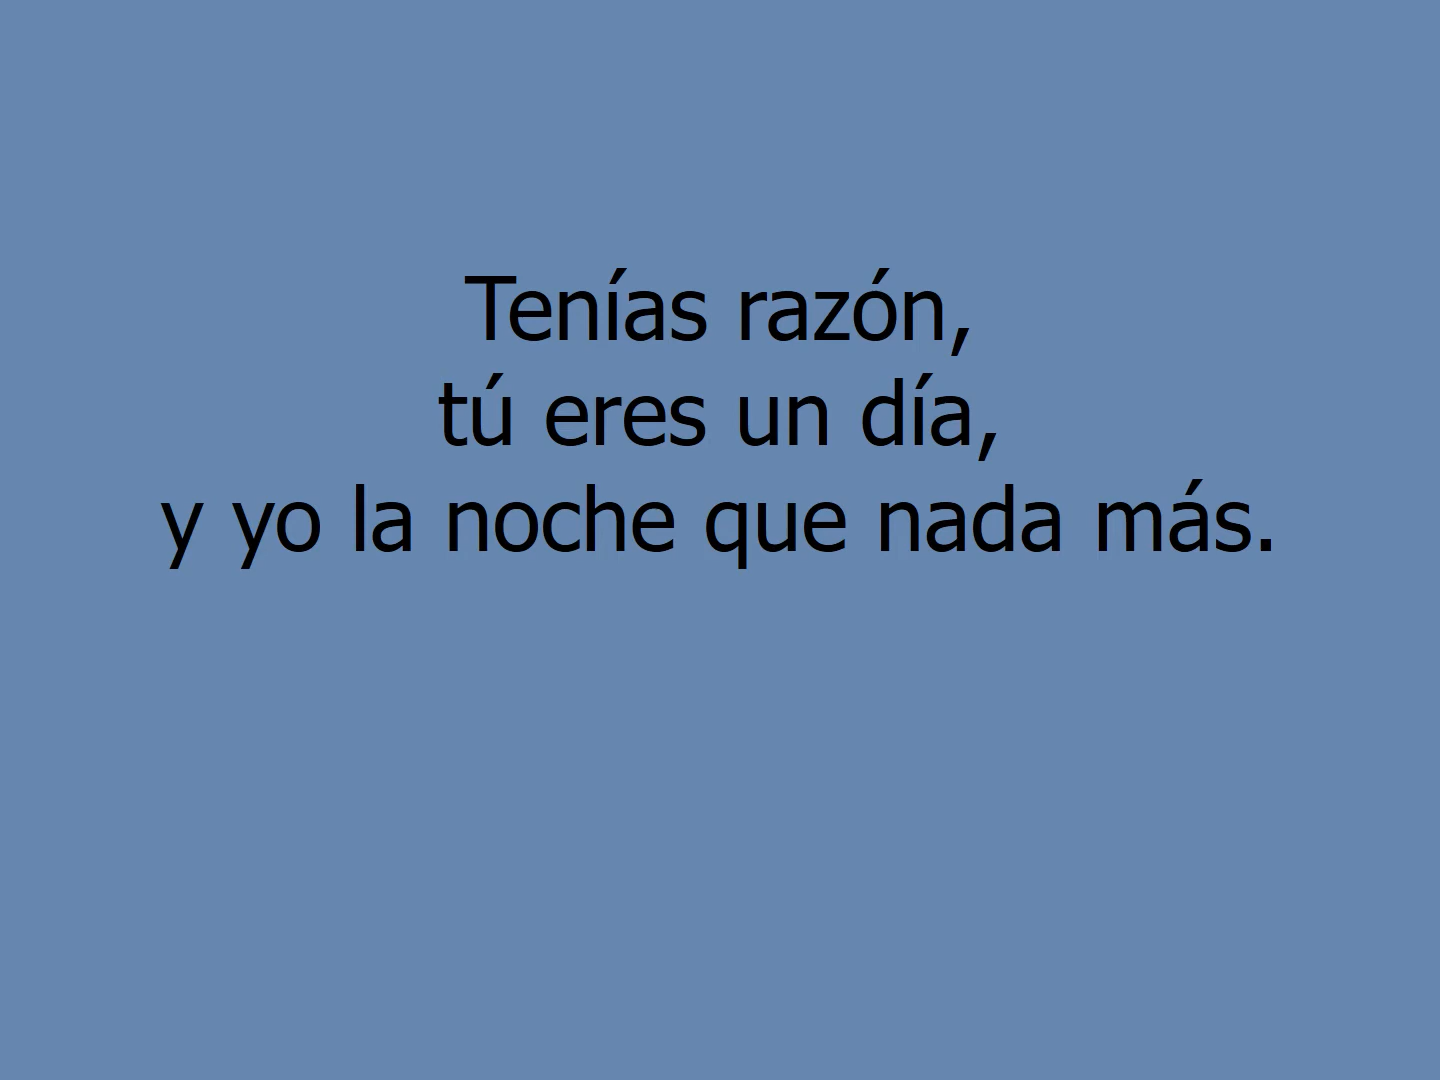 Tenías razón,
tú eres un día,
y yo la noche que nada más.